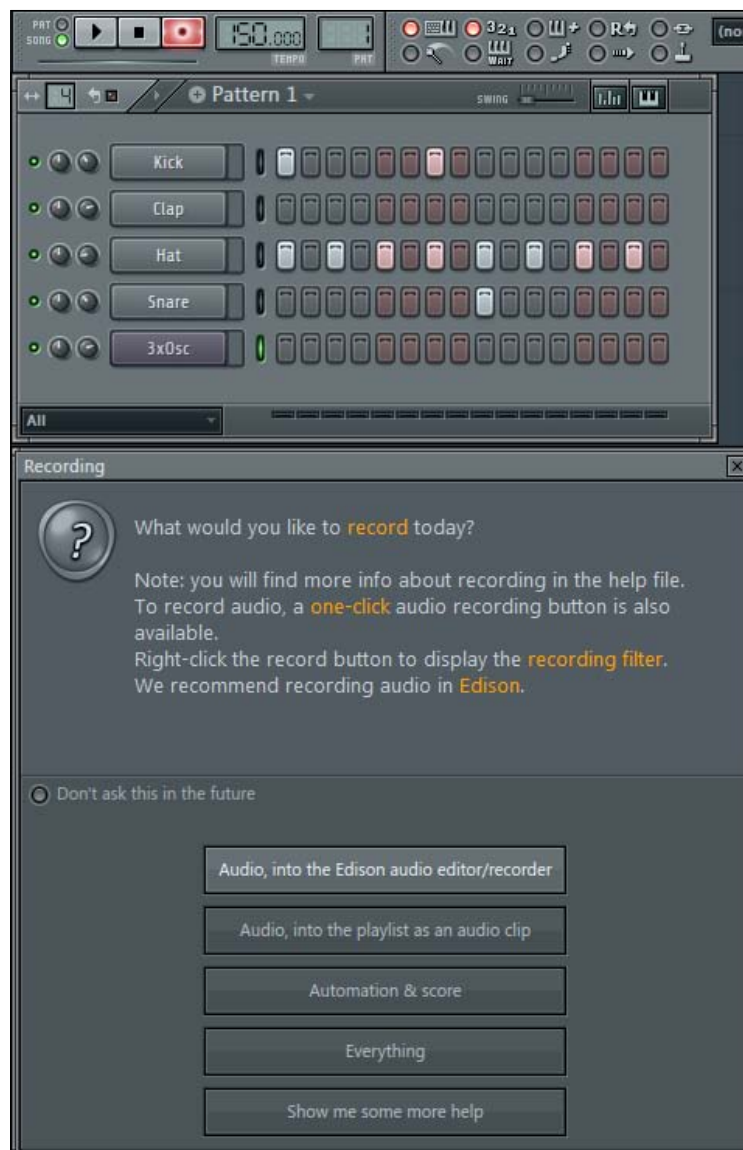 PAT
SONG
150.000
TEMPO
1
PAT
321
R
WAIT
(no
4
Pattern 1
SWING
Kick
Clap
Hat
Snare
3xOsc
All
Recording
What would you like to record today?
Note: you will find more info about recording in the help file.
To record audio, a one-click audio recording button is also
available.
Right-click the record button to display the recording filter.
We recommend recording audio in Edison.
Don't ask this in the future
Audio, into the Edison audio editor/recorder
Audio, into the playlist as an audio clip
Automation & score
Everything
Show me some more help